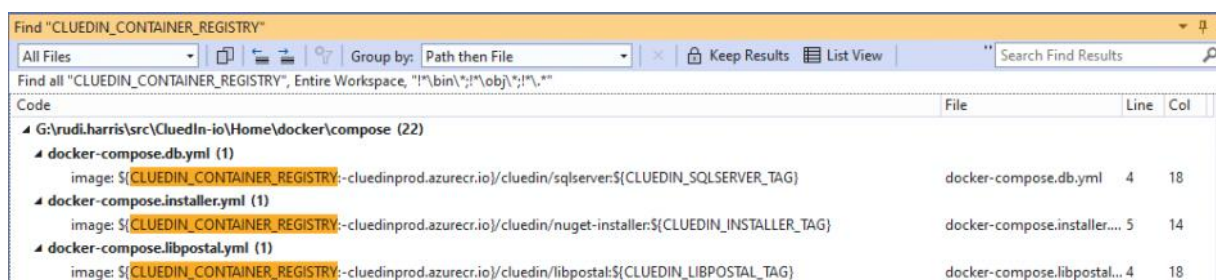 Find "CLUEDIN_CONTAINER_REGISTRY"
All Files Group by: Path then File Keep Results List View " Search Find Results
Find all "CLUEDIN_CONTAINER_REGISTRY", Entire Workspace, "!*\bin\*;!*\obj\*;!*\.*"
Code File Line Col
G:\rudi.harris\src\CluedIn-io\Home\docker\compose (22)
docker-compose.db.yml (1)
image: ${CLUEDIN_CONTAINER_REGISTRY:-cluedinprod.azurecr.io}/cluedin/sqlserver:${CLUEDIN_SQLSERVER_TAG} docker-compose.db.yml 4 18
docker-compose.installer.yml (1)
image: ${CLUEDIN_CONTAINER_REGISTRY:-cluedinprod.azurecr.io}/cluedin/nuget-installer:${CLUEDIN_INSTALLER_TAG} docker-compose.installer.... 5 14
docker-compose.libpostal.yml (1)
image: ${CLUEDIN_CONTAINER_REGISTRY:-cluedinprod.azurecr.io}/cluedin/libpostal:${CLUEDIN_LIBPOSTAL_TAG} docker-compose.libpostal... 4 18